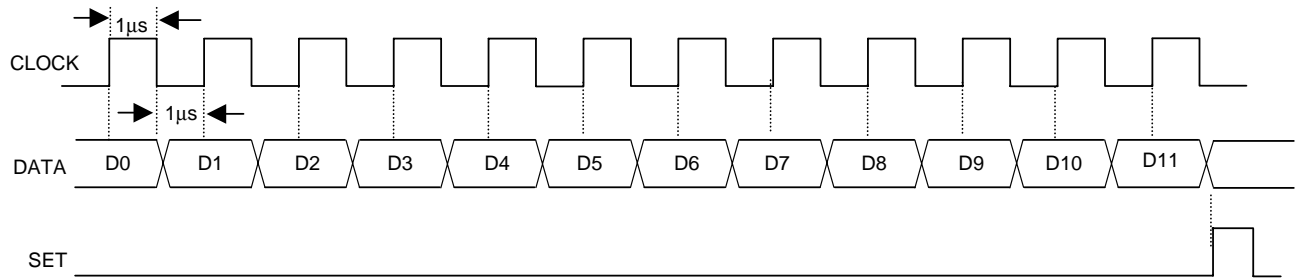 1µs
CLOCK
1µs
DATA D0 D1 D2 D3 D4 D5 D6 D7 D8 D9 D10 D11
SET